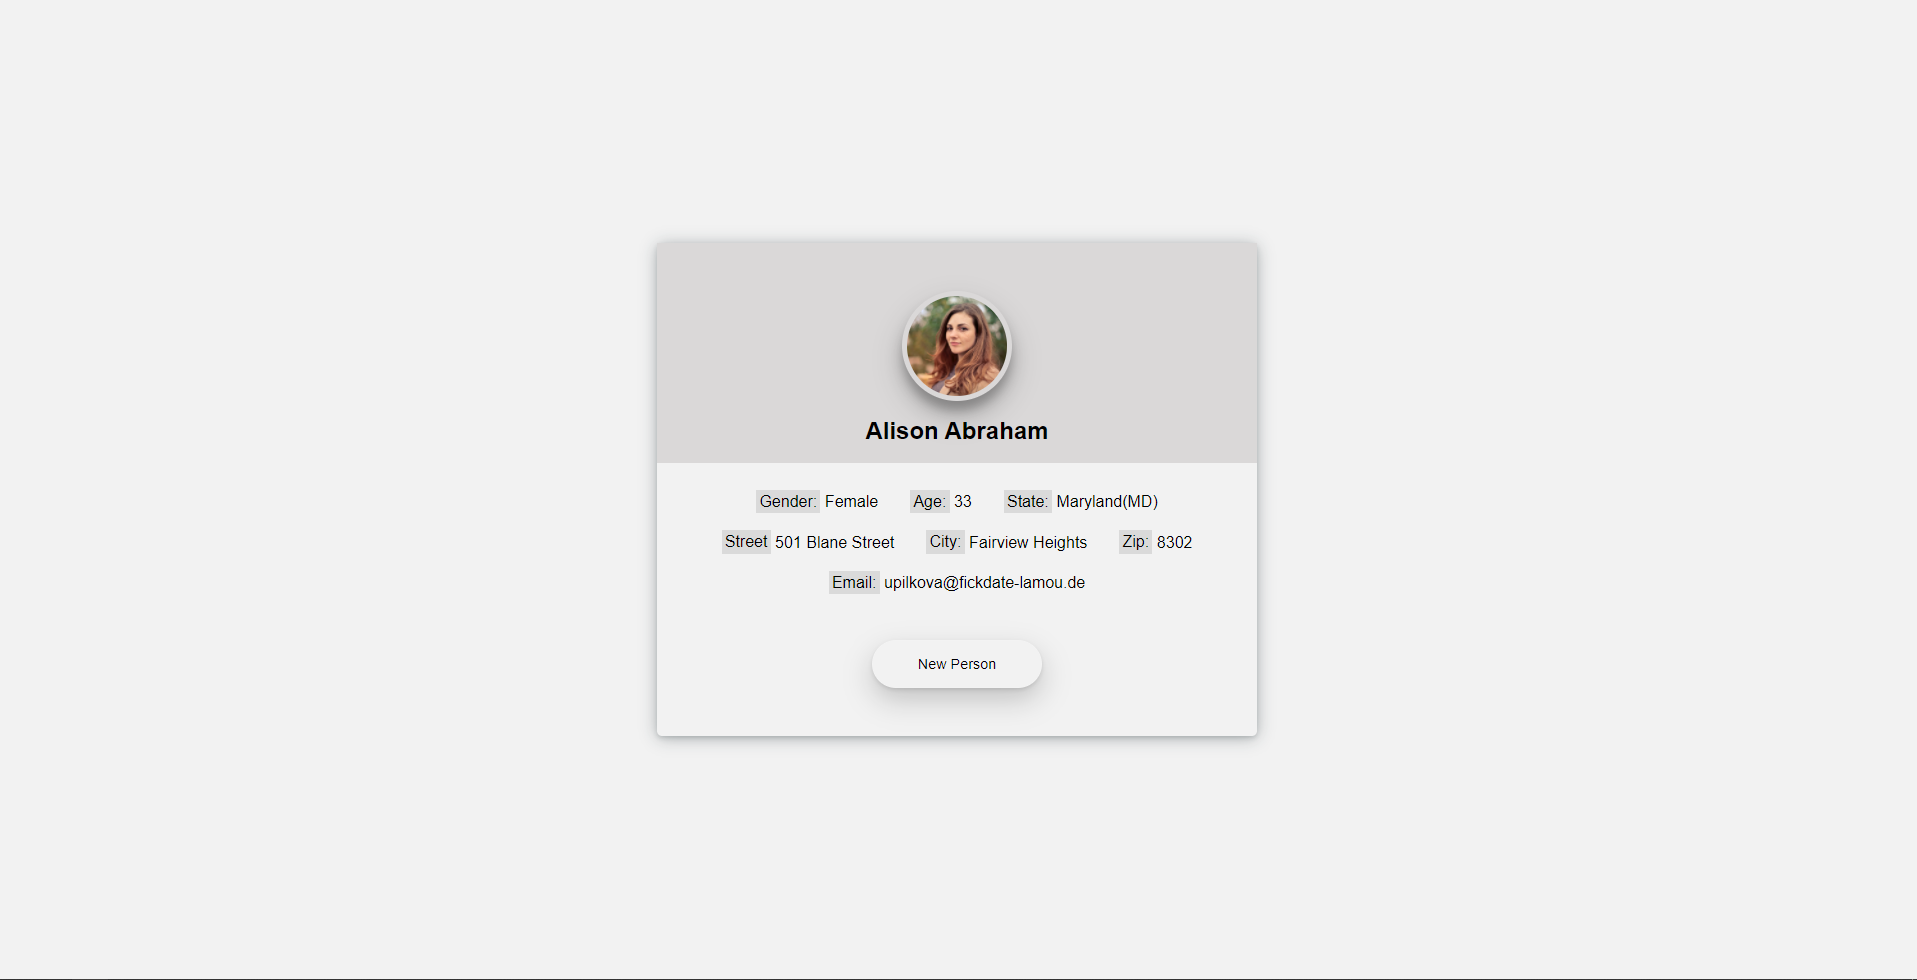 Alison Abraham
Gender: Female Age: 33 State: Maryland(MD)
Street 501 Blane Street City: Fairview Heights Zip: 8302
Email: upilkova@fickdate-lamou.de
New Person